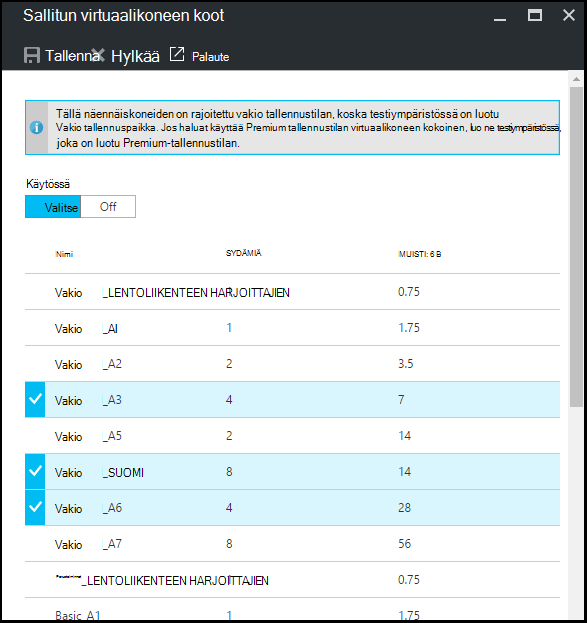 Sallitun virtuaalikoneen koot
Tallenna Hylkää Palaute
Tällä näennäiskoneiden on rajoitettu vakio tallennustilan, koska testiympäristössä on luotu
Vakio tallennuspaikka. Jos haluat käyttää Premium tallennustilan virtuaalikoneen kokoinen, luo ne testiympäristössä,
joka on luotu Premium-tallennustilan.
Käytössä
Valitse Off
Nimi SYDÄMIÄ MUISTI: 6 B
Vakio _LENTOLIIKENTEEN HARJOITTAJIEN 0.75
Vakio _AI 1 1.75
Vakio _A2 2 3.5
Vakio _A3 4 7
Vakio _A5 2 14
Vakio _SUOMI 8 14
Vakio _A6 4 28
Vakio _A7 8 56
_LENTOLIIKENTEEN HARJOITTAJIEN 0.75
Basic_A1 1 1.75